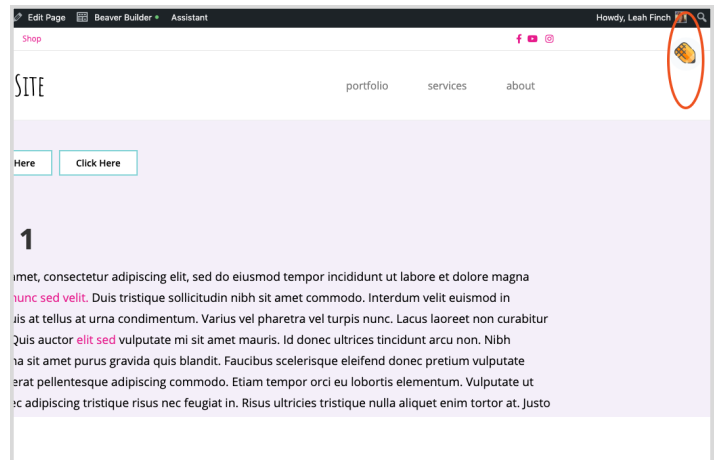 Edit Page Beaver Builder Assistant Howdy, Leah Finch
Shop
SITE
portfolio services about
Here Click Here
1
amet, consectetur adipiscing elit, sed do eiusmod tempor incididunt ut labore et dolore magna
nunc sed velit. Duis tristique sollicitudin nibh sit amet commodo. Interdum velit euismod in
uis at tellus at urna condimentum. Varius vel pharetra vel turpis nunc. Lacus laoreet non curabitur
Quis auctor elit sed vulputate mi sit amet mauris. Id donec ultrices tincidunt arcu non. Nibh
na sit amet purus gravida quis blandit. Faucibus scelerisque eleifend donec pretium vulputate
erat pellentesque adipiscing commodo. Etiam tempor orci eu lobortis elementum. Vulputate ut
ec adipiscing tristique risus nec feugiat in. Risus ultricies tristique nulla aliquet enim tortor at. Justo